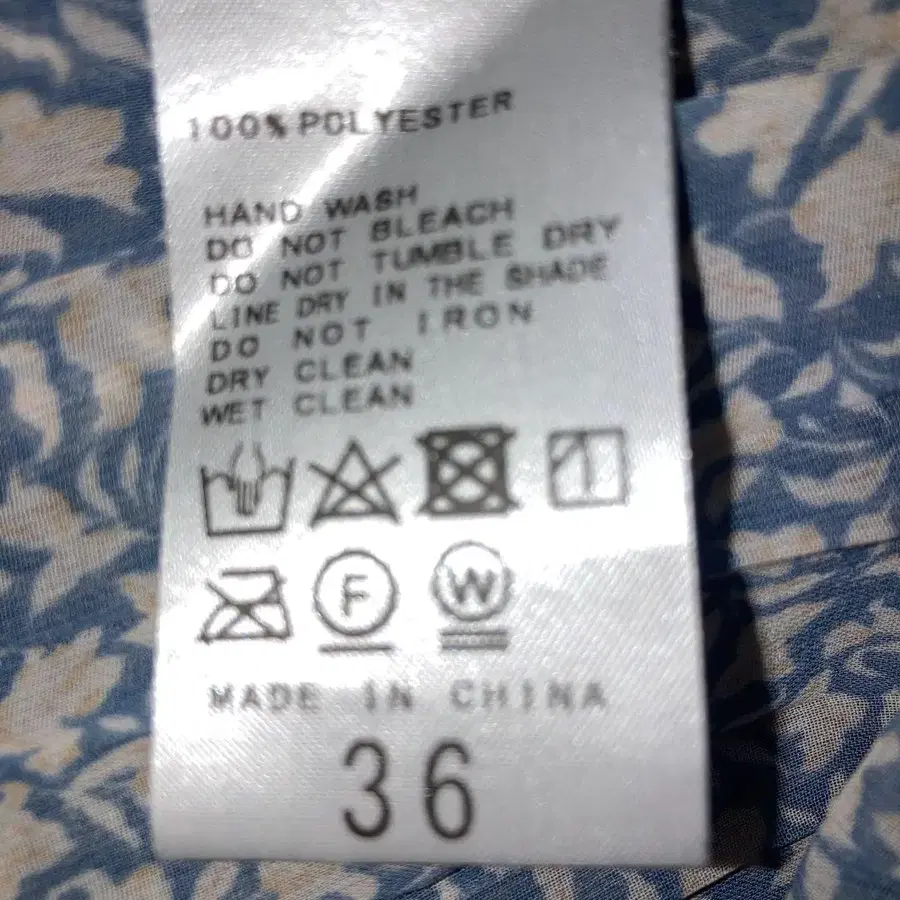 100% POLYESTER
HAND WASH
DO NOT BLEACH
DO NOT TUMBLE DRY
LINE DRY IN THE SHADE
DO NOT IRON
DRY CLEAN
WET CLEAN
F W
MADE IN CHINA
36